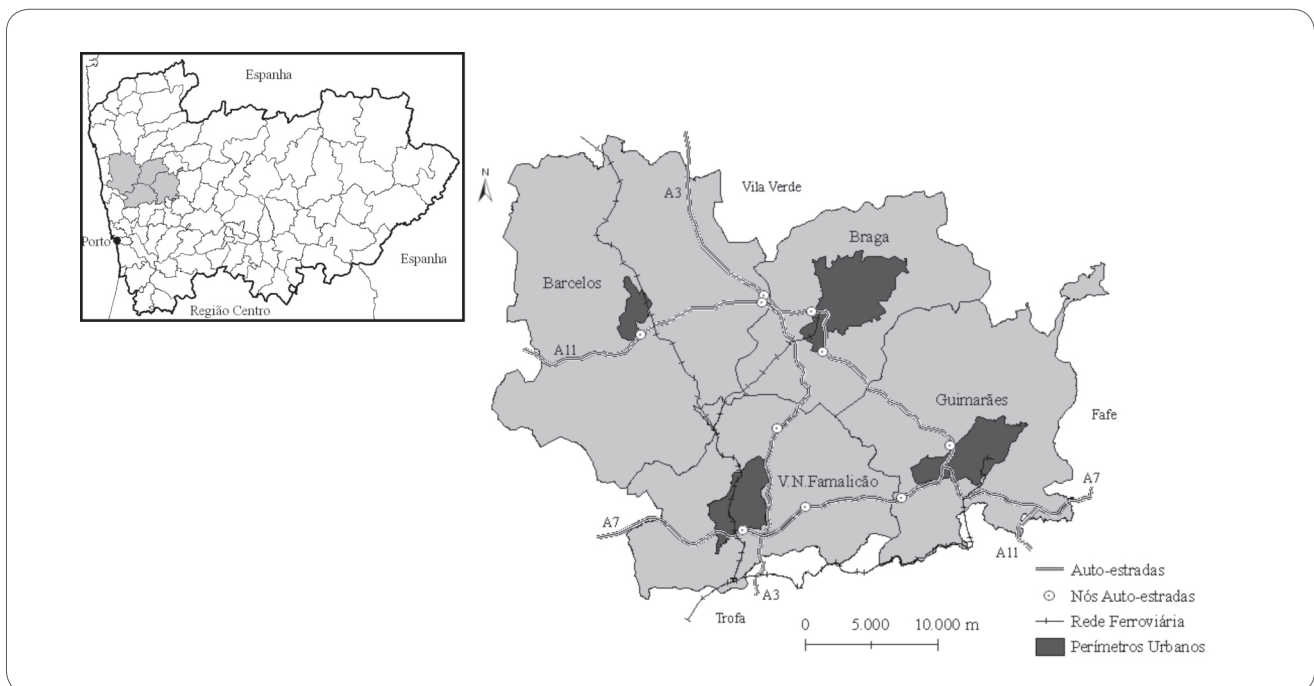 Espanha
Porto
Espanha
Região Centro
N
A3
Vila Verde
Braga
Barcelos
A11
Guimarães
Fafe
V.N.Famalicão
A7
A7
A11
A3
Trofa
0 5.000 10.000 m
Auto-estradas
Nós Auto-estradas
Rede Ferroviária
Perímetros Urbanos